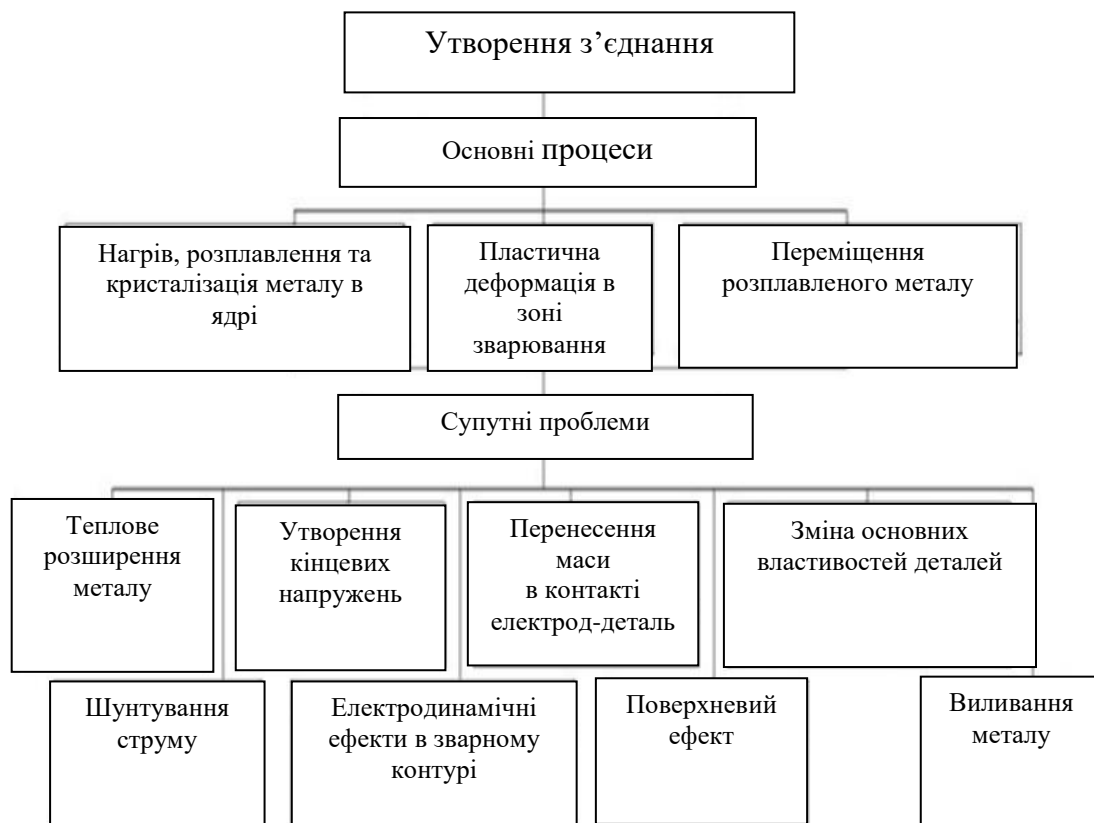 Утворення з’єднання
Основні процеси
Нагрів, розплавлення та
кристалізація металу в
ядрі
Пластична
деформація в
зоні
зварювання
Переміщення
розплавленого металу
Супутні проблеми
Теплове
розширення
металу
Утворення
кінцевих
напружень
Перенесення
маси
в контакті
електрод-деталь
Зміна основних
властивостей деталей
Шунтування
струму
Електродинамічні
ефекти в зварному
контурі
Поверхневий
ефект
Виливання
металу